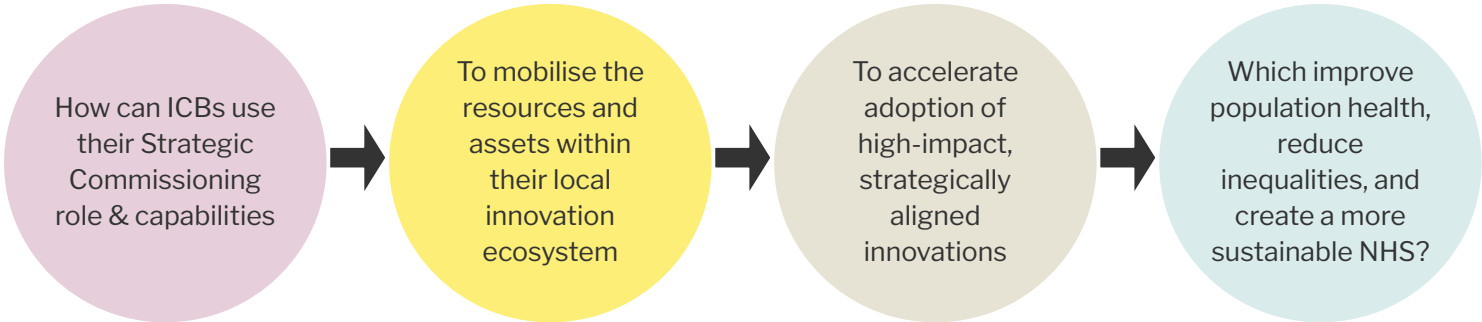 How can ICBs use
their Strategic
Commissioning
role & capabilities
To mobilise the
resources and
assets within
their local
innovation
ecosystem
To accelerate
adoption of
high-impact,
strategically
aligned
innovations
Which improve
population health,
reduce
inequalities, and
create a more
sustainable NHS?